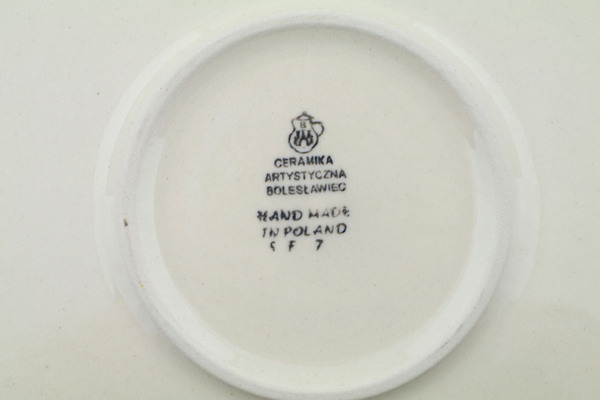 B
CERAMIKA
ARTYSTYCZNA
BOLESŁAWIEC
HAND MADE
IN POLAND
F 7